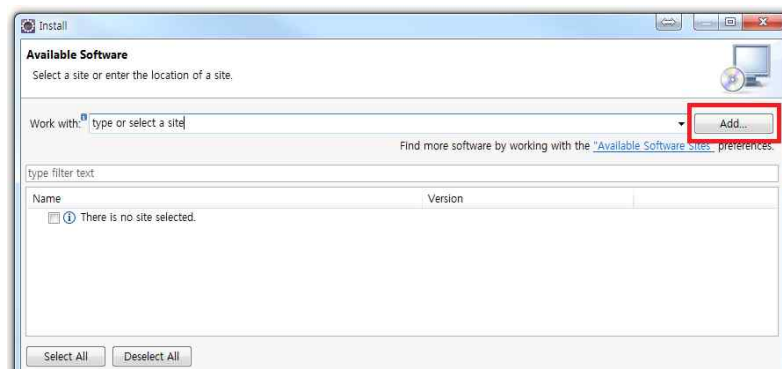 Install
Available Software
Select a site or enter the location of a site.
Work with: type or select a site
Add...
Find more software by working with the "Available Software Sites" preferences.
type filter text
Name Version
There is no site selected.
Select All Deselect All